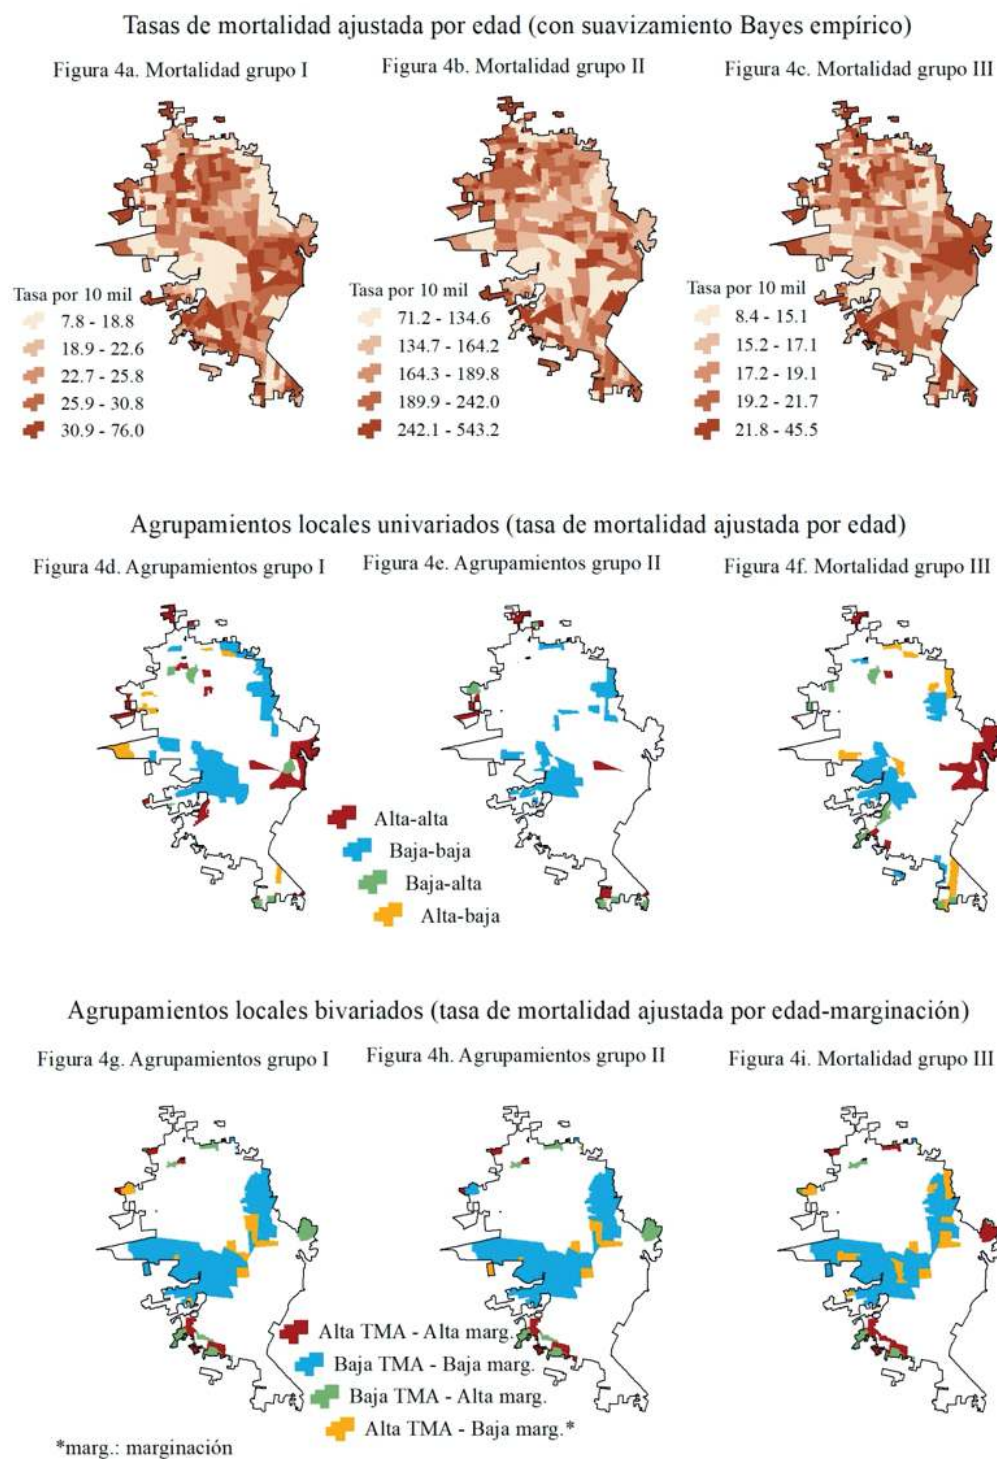 Tasas de mortalidad ajustada por edad (con suavizamiento Bayes empírico)
Figura 4a. Mortalidad grupo I
Figura 4b. Mortalidad grupo II
Figura 4c. Mortalidad grupo III
Tasa por 10 mil
7.8 - 18.8
18.9 - 22.6
22.7 - 25.8
25.9 - 30.8
30.9 - 76.0
Tasa por 10 mil
71.2 - 134.6
134.7 - 164.2
164.3 - 189.8
189.9 - 242.0
242.1 - 543.2
Tasa por 10 mil
8.4 - 15.1
15.2 - 17.1
17.2 - 19.1
19.2 - 21.7
21.8 - 45.5
Agrupamientos locales univariados (tasa de mortalidad ajustada por edad)
Figura 4d. Agrupamientos grupo I
Figura 4e. Agrupamientos grupo II
Figura 4f. Mortalidad grupo III
Alta-alta
Baja-baja
Baja-alta
Alta-baja
Agrupamientos locales bivariados (tasa de mortalidad ajustada por edad-marginación)
Figura 4g. Agrupamientos grupo I
Figura 4h. Agrupamientos grupo II
Figura 4i. Mortalidad grupo III
Alta TMA - Alta marg.
Baja TMA - Baja marg.
Baja TMA - Alta marg.
Alta TMA - Baja marg.*
*marg.: marginación